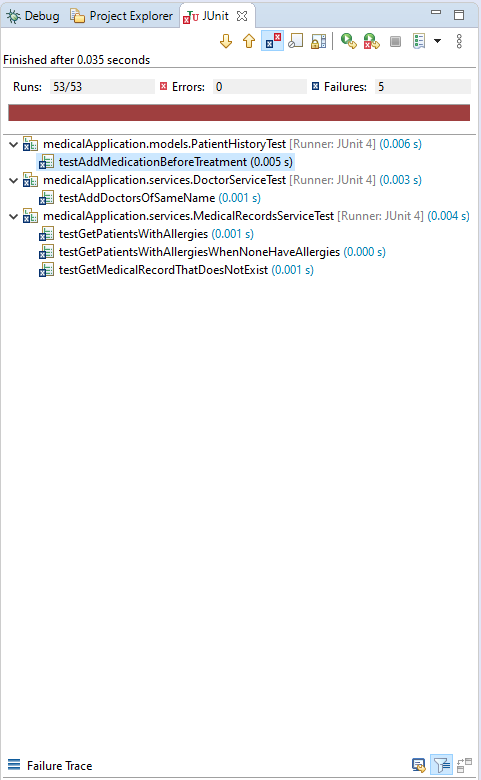 Debug Project Explorer JUnit
Finished after 0.035 seconds
Runs: 53/53 Errors: 0 Failures: 5
medicalApplication.models.PatientHistoryTest [Runner: JUnit 4] (0.006 s)
testAddMedicationBeforeTreatment (0.005 s)
medicalApplication.services.DoctorServiceTest [Runner: JUnit 4] (0.003 s)
testAddDoctorsOfSameName (0.001 s)
medicalApplication.services.MedicalRecordsServiceTest [Runner: JUnit 4] (0.004 s)
testGetPatientsWithAllergies (0.001 s)
testGetPatientsWithAllergiesWhenNoneHaveAllergies (0.000 s)
testGetMedicalRecordThatDoesNotExist (0.001 s)
Failure Trace